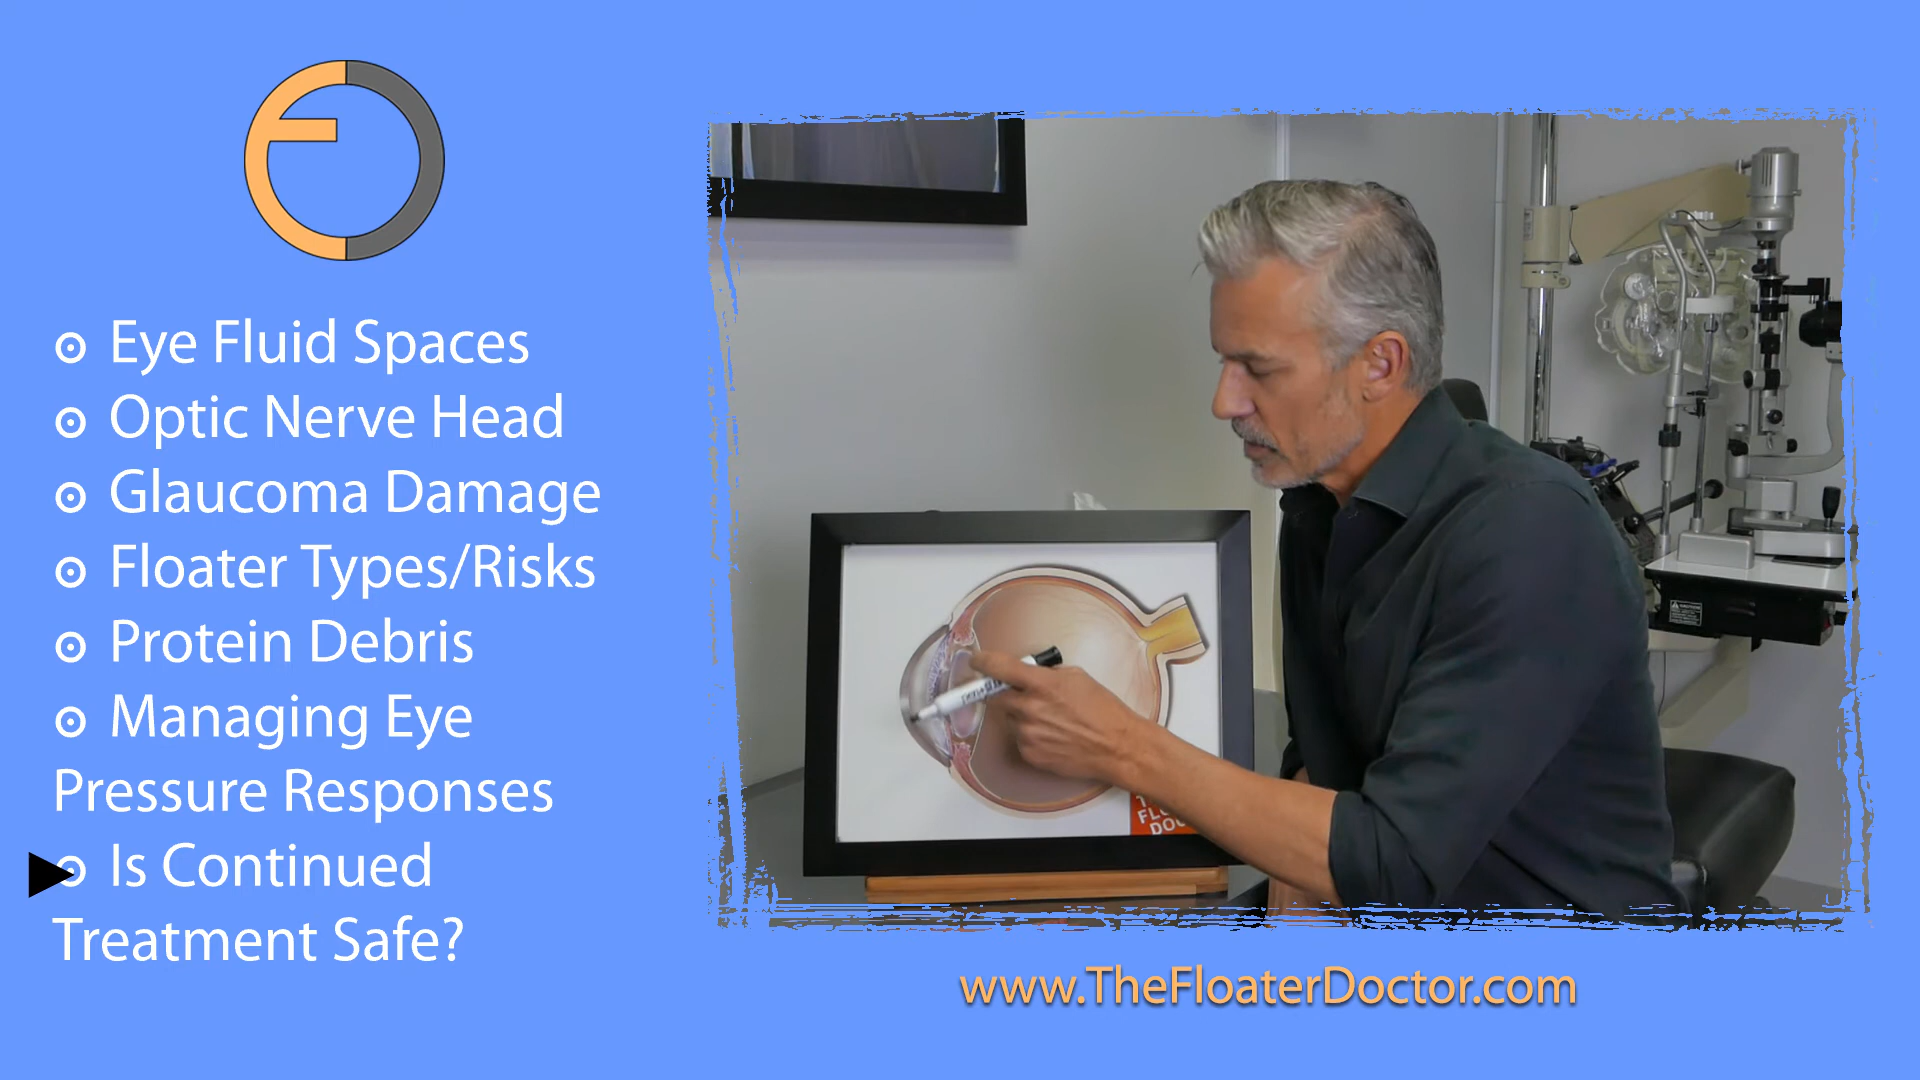 Eye Fluid Spaces
Optic Nerve Head
Glaucoma Damage
Floater Types/Risks
Protein Debris
Managing Eye
Pressure Responses
Is Continued
Treatment Safe?
www.TheFloaterDoctor.com